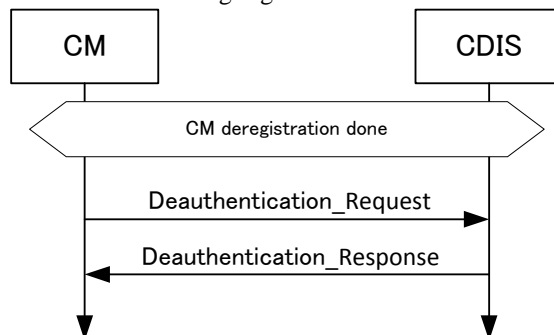 CM
CDIS
CM deregistration done
Deauthentication_Request
Deauthentication_Response